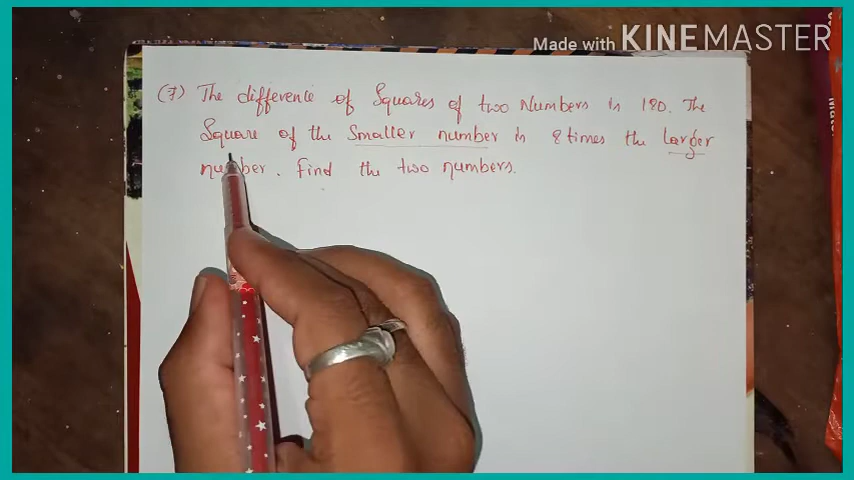 Made with KINEMASTER
(7) The difference of Squares of two Numbers is 180. The
Square of the Smaller number is 8 times the larger
number. Find the two numbers.